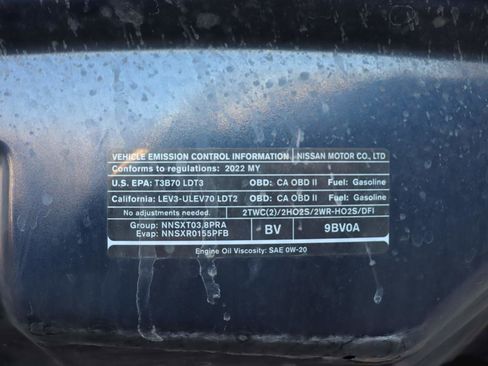 VEHICLE EMISSION CONTROL INFORMATION NISSAN MOTOR CO., LTD
Conforms to regulations: 2022 MY
U.S. EPA: T3B70 LDT3 OBD: CA OBD II Fuel: Gasoline
California: LEV3-ULEV70 LDT2 OBD: CA OBD II Fuel: Gasoline
No adjustments needed. 2TWC(2)/2HO2S/2WR-HO2S/DFI
Group: NNSXT03.8PRA BV 9BV0A
Evap: NNSXR0155PFB
Engine Oil Viscosity: SAE 0W-20